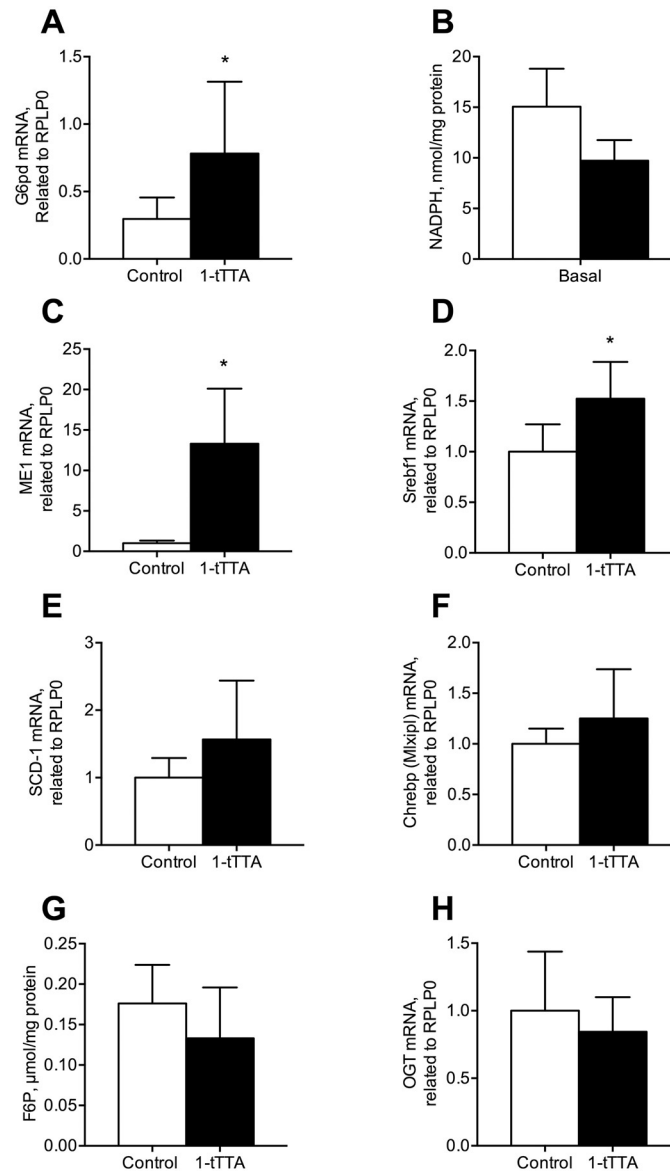 A
G6pd mRNA,
Related to RPLP0
1.5
1.0
0.5
0.0
*
Control 1-tTTA
B
NADPH, nmol/mg protein
20
15
10
5
0
Basal
C
ME1 mRNA,
related to RPLP0
25
20
15
10
5
0
*
Control 1-tTTA
D
Srebf1 mRNA,
related to RPLP0
2.0
1.5
1.0
0.5
0.0
*
Control 1-tTTA
E
SCD-1 mRNA,
related to RPLP0
3
2
1
0
Control 1-tTTA
F
Chrebp (Mlxipl) mRNA,
related to RPLP0
2.0
1.5
1.0
0.5
0.0
Control 1-tTTA
G
F6P, µmol/mg protein
0.25
0.20
0.15
0.10
0.05
0.00
Control 1-tTTA
H
OGT mRNA,
related to RPLP0
1.5
1.0
0.5
0.0
Control 1-tTTA